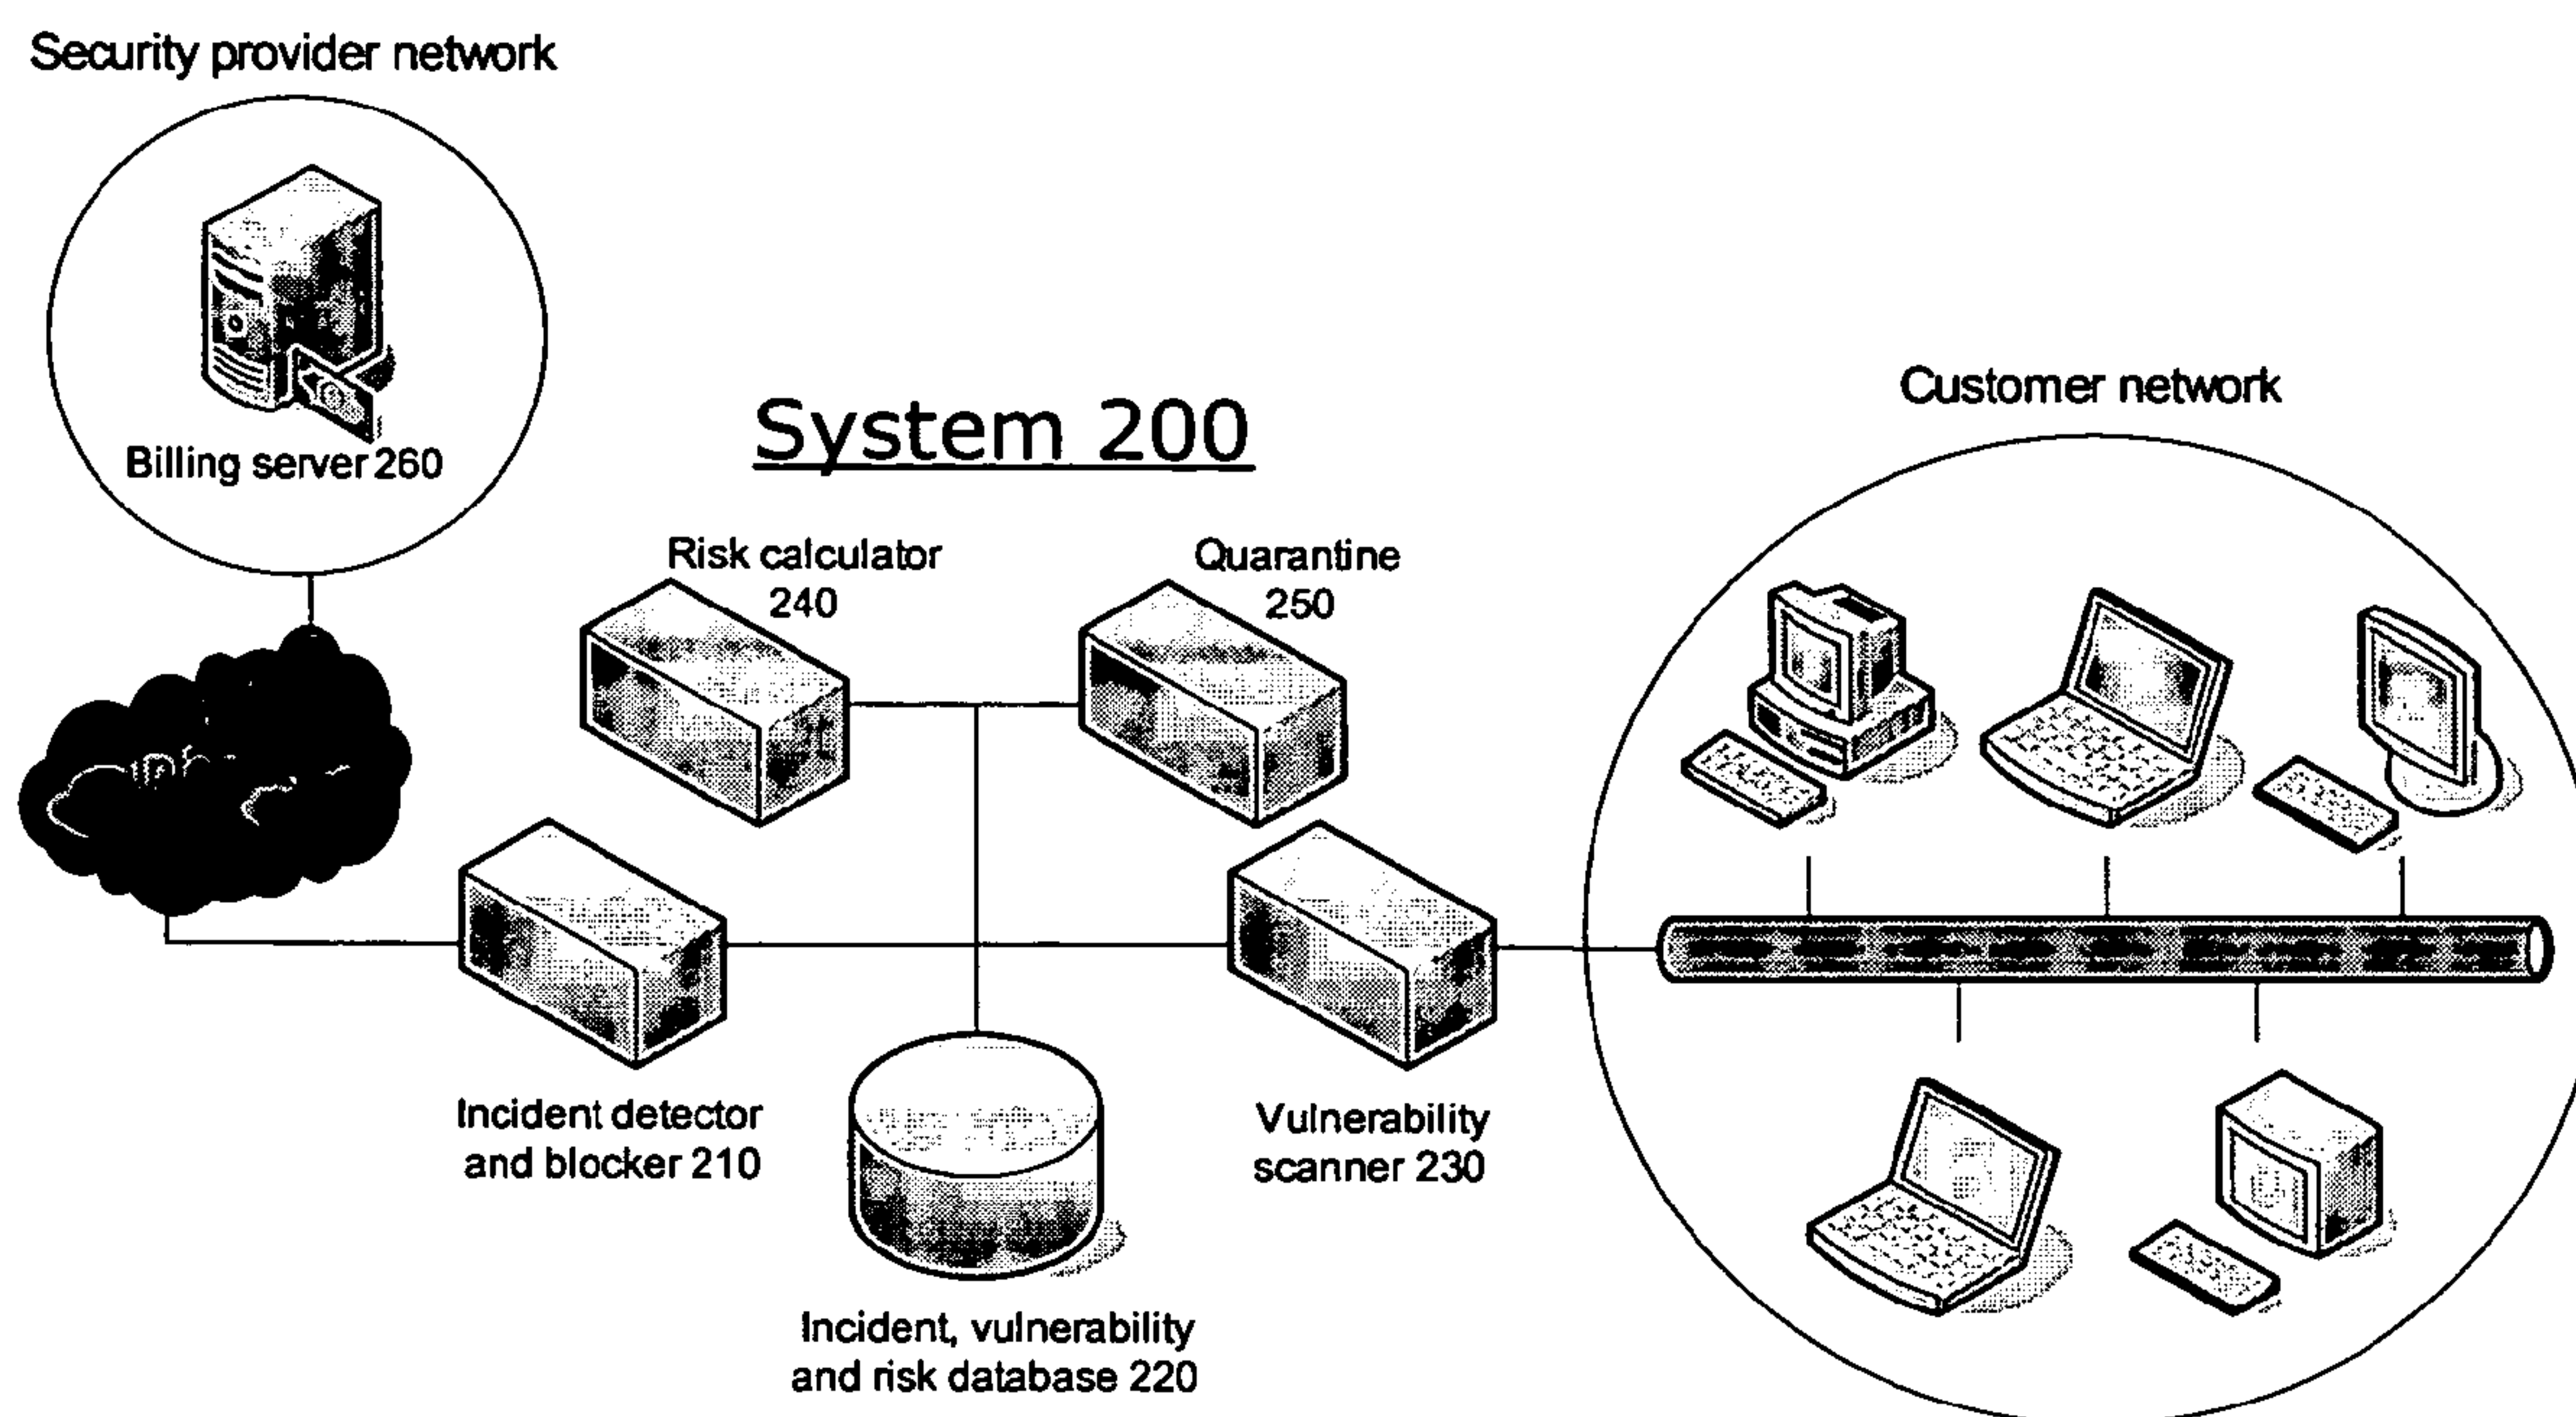 Security provider network
Billing server 260
System 200
Customer network
Risk calculator
240
Quarantine
250
Incident detector
and blocker 210
Vulnerability
scanner 230
Incident, vulnerability
and risk database 220